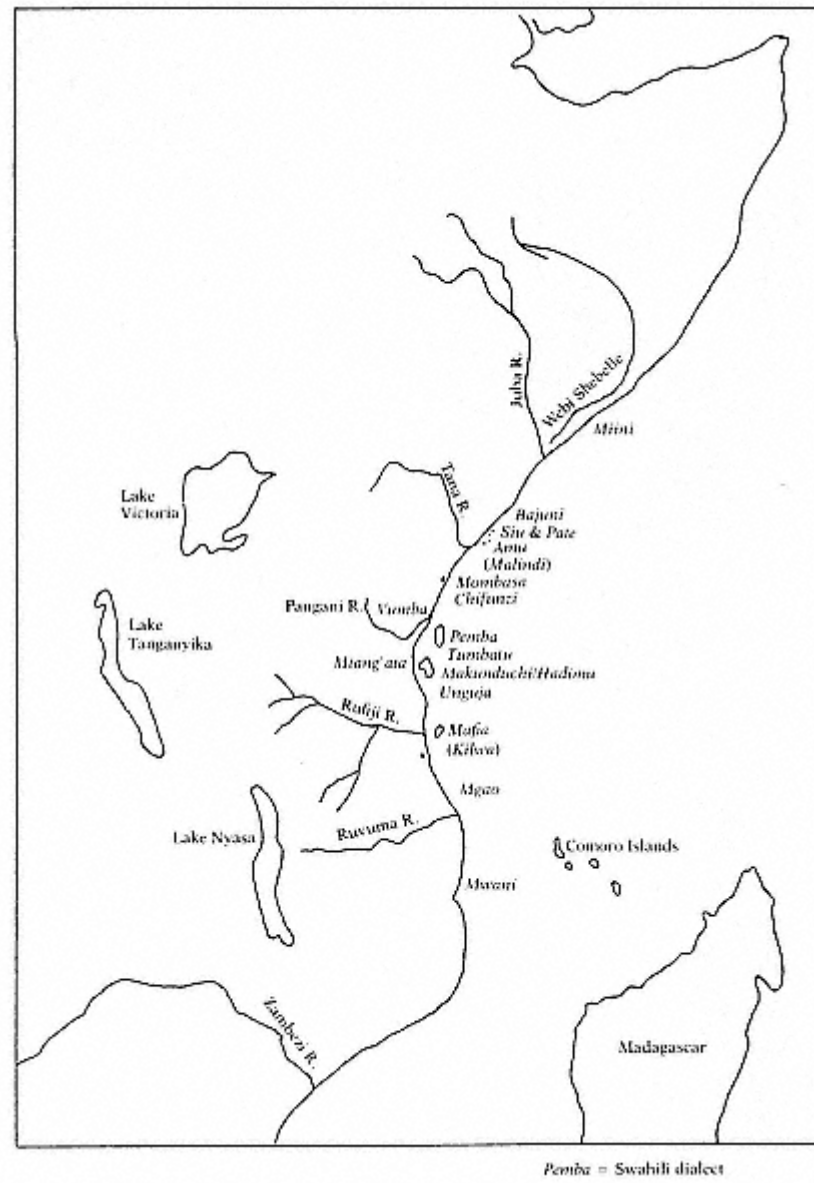 Juba R.
Webi Shebelle
Miini
Tana R.
Lake
Victoria
Bajuni
Siu & Pate
Amu
(Malindi)
Mombasa
Chifunzi
Pangani R.
Vumba
Lake
Tanganyika
Pemba
Tumbatu
Mtang'ata
Makunduchi/Hadimu
Unguja
Rufiji R.
Mafia
(Kilwa)
Mgao
Ruvuma R.
Lake Nyasa
Comoro Islands
Mwani
Zambezi R.
Madagascar
Pemba = Swahili dialect